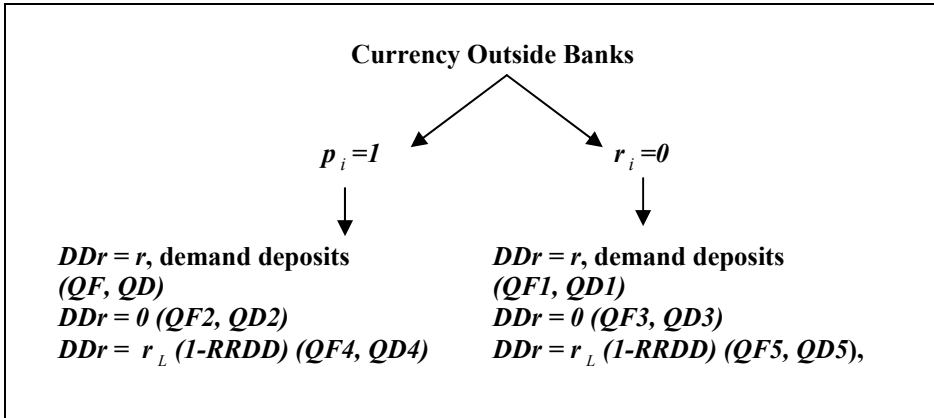 Currency Outside Banks
p i =1
r i =0
DDr = r, demand deposits
(QF, QD)
DDr = 0 (QF2, QD2)
DDr = r L (1-RRDD) (QF4, QD4)
DDr = r, demand deposits
(QF1, QD1)
DDr = 0 (QF3, QD3)
DDr = r L (1-RRDD) (QF5, QD5),